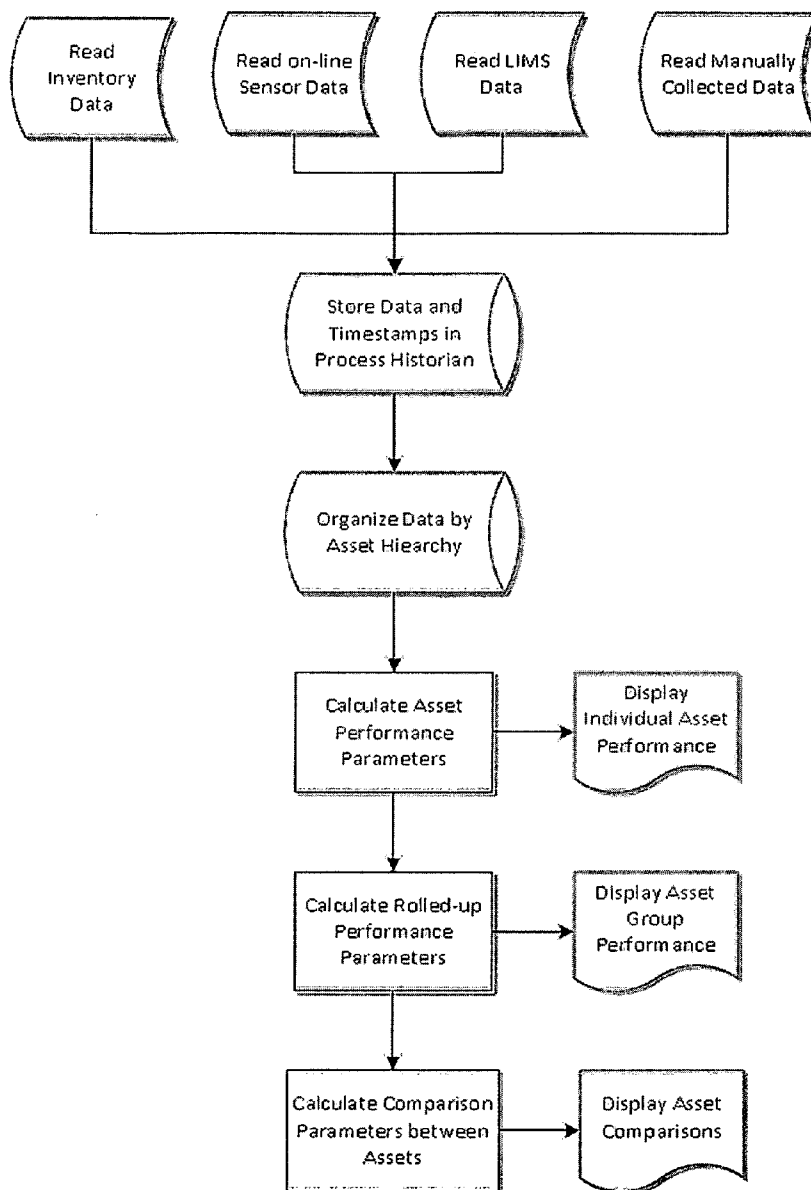 Read
Inventory
Data
Read on-line
Sensor Data
Read LIMS
Data
Read Manually
Collected Data
Store Data and
Timestamps in
Process Historian
Organize Data by
Asset Hiearchy
Calculate Asset
Performance
Parameters
Display
Individual Asset
Performance
Calculate Rolled-up
Performance
Parameters
Display Asset
Group
Performance
Calculate Comparison
Parameters between
Assets
Display Asset
Comparisons